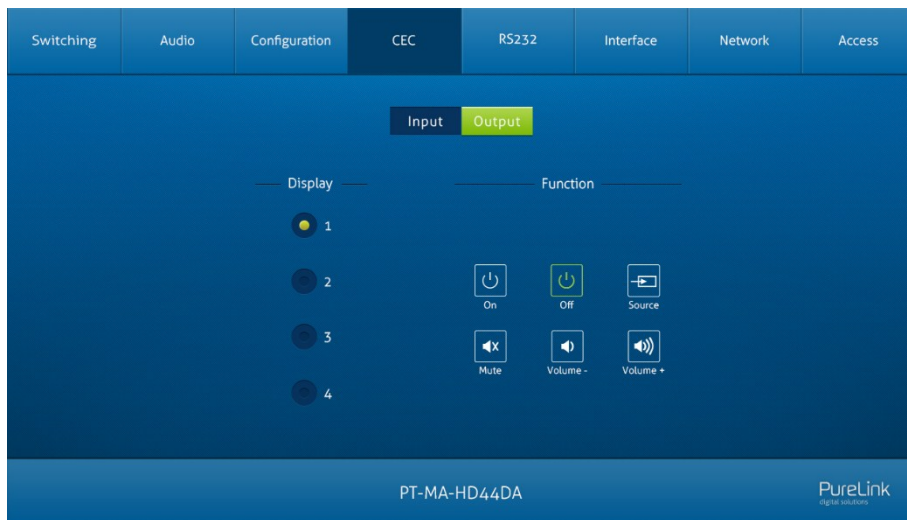 Switching Audio Configuration CEC RS232 Interface Network Access
Input Output
Display Function
1
2
On Off Source
3
Mute Volume - Volume +
4
PT-MA-HD44DA
PureLink
digital solutions